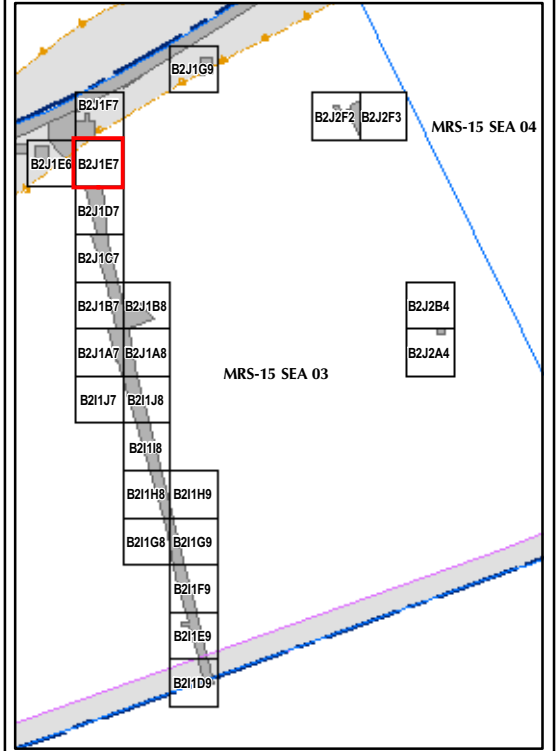 B2J1G9
B2J1F7
B2J2F2 B2J2F3
MRS-15 SEA 04
B2J1E6 B2J1E7
B2J1D7
B2J1C7
B2J1B7 B2J1B8
B2J2B4
B2J1A7 B2J1A8
B2J2A4
MRS-15 SEA 03
B2I1J7 B2I1J8
B2I1I8
B2I1H8 B2I1H9
B2I1G8 B2I1G9
B2I1F9
B2I1E9
B2I1D9